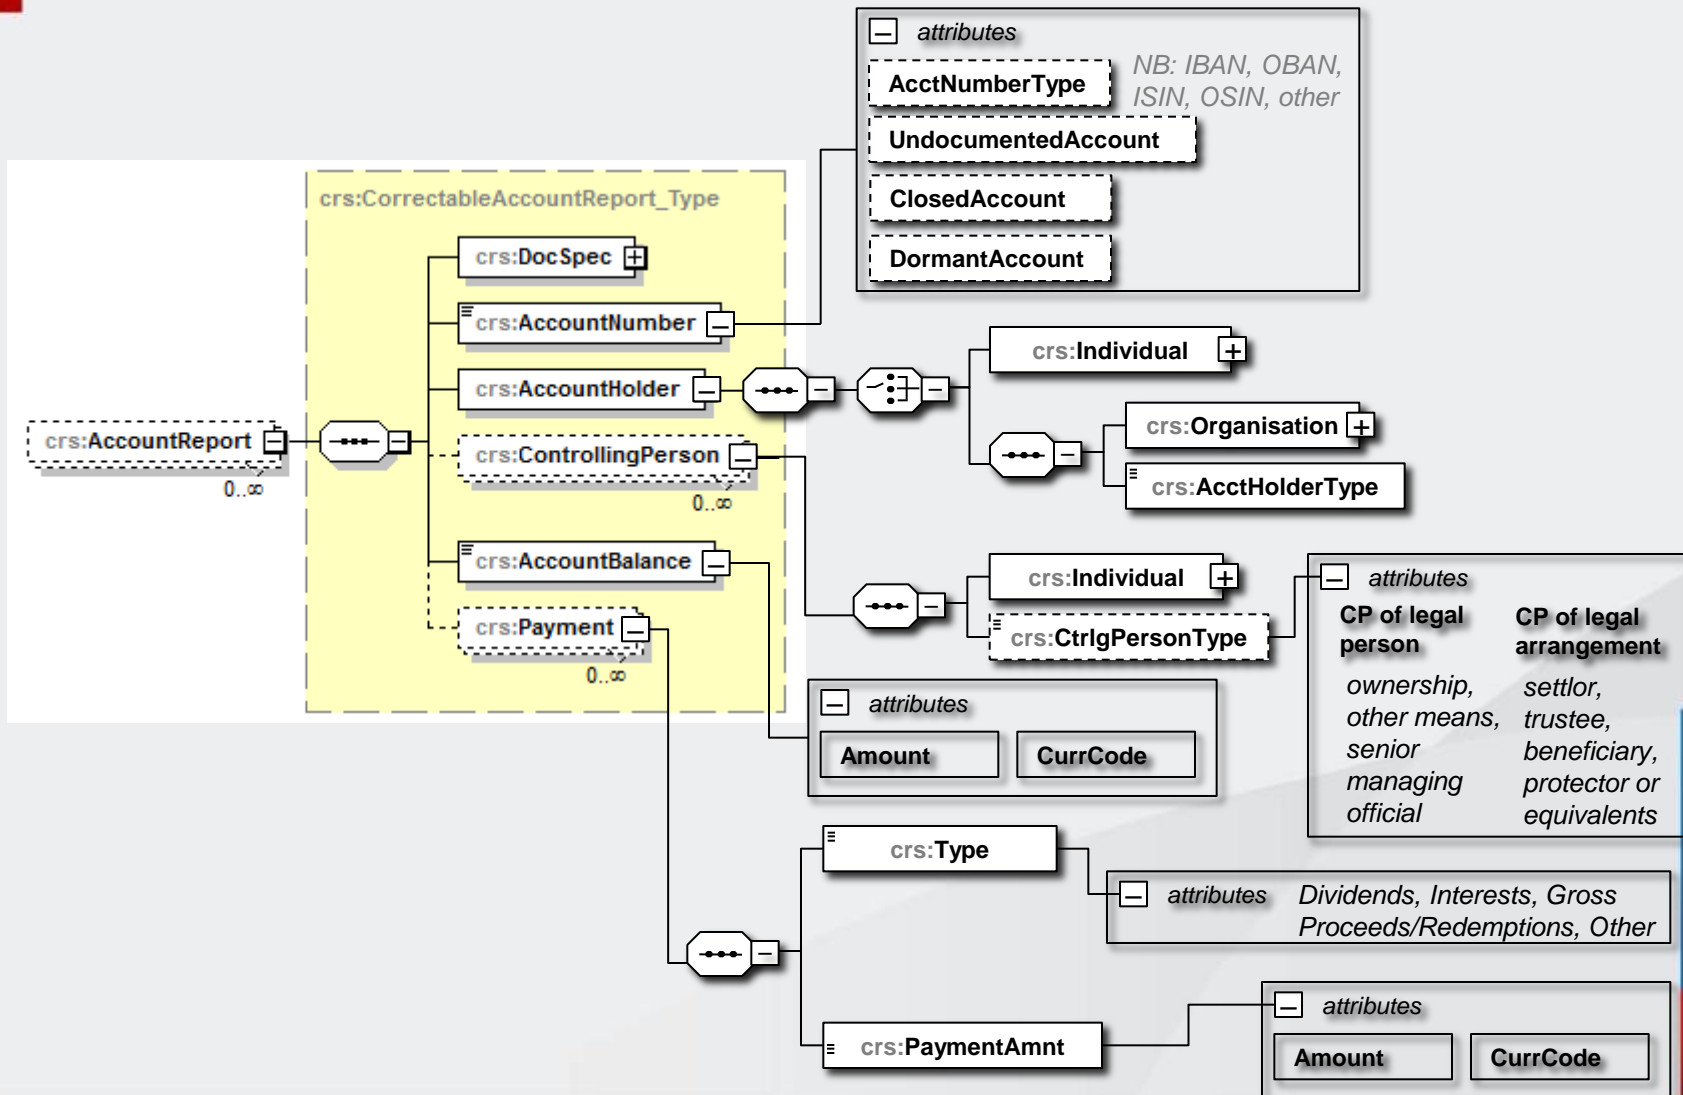 attributes
AcctNumberType
NB: IBAN, OBAN,
ISIN, OSIN, other
UndocumentedAccount
ClosedAccount
DormantAccount
crs:CorrectableAccountReport_Type
crs:DocSpec
crs:AccountNumber
crs:AccountHolder
crs:AccountReport
0..∞
crs:ControllingPerson
0..∞
crs:AccountBalance
crs:Payment
0..∞
crs:Individual
crs:Organisation
crs:AcctHolderType
crs:Individual
crs:CtrlgPersonType
attributes
CP of legal
person
ownership,
other means,
senior
managing
official
CP of legal
arrangement
settlor,
trustee,
beneficiary,
protector or
equivalents
attributes
Amount
CurrCode
crs:Type
attributes
Dividends, Interests, Gross
Proceeds/Redemptions, Other
crs:PaymentAmnt
attributes
Amount
CurrCode